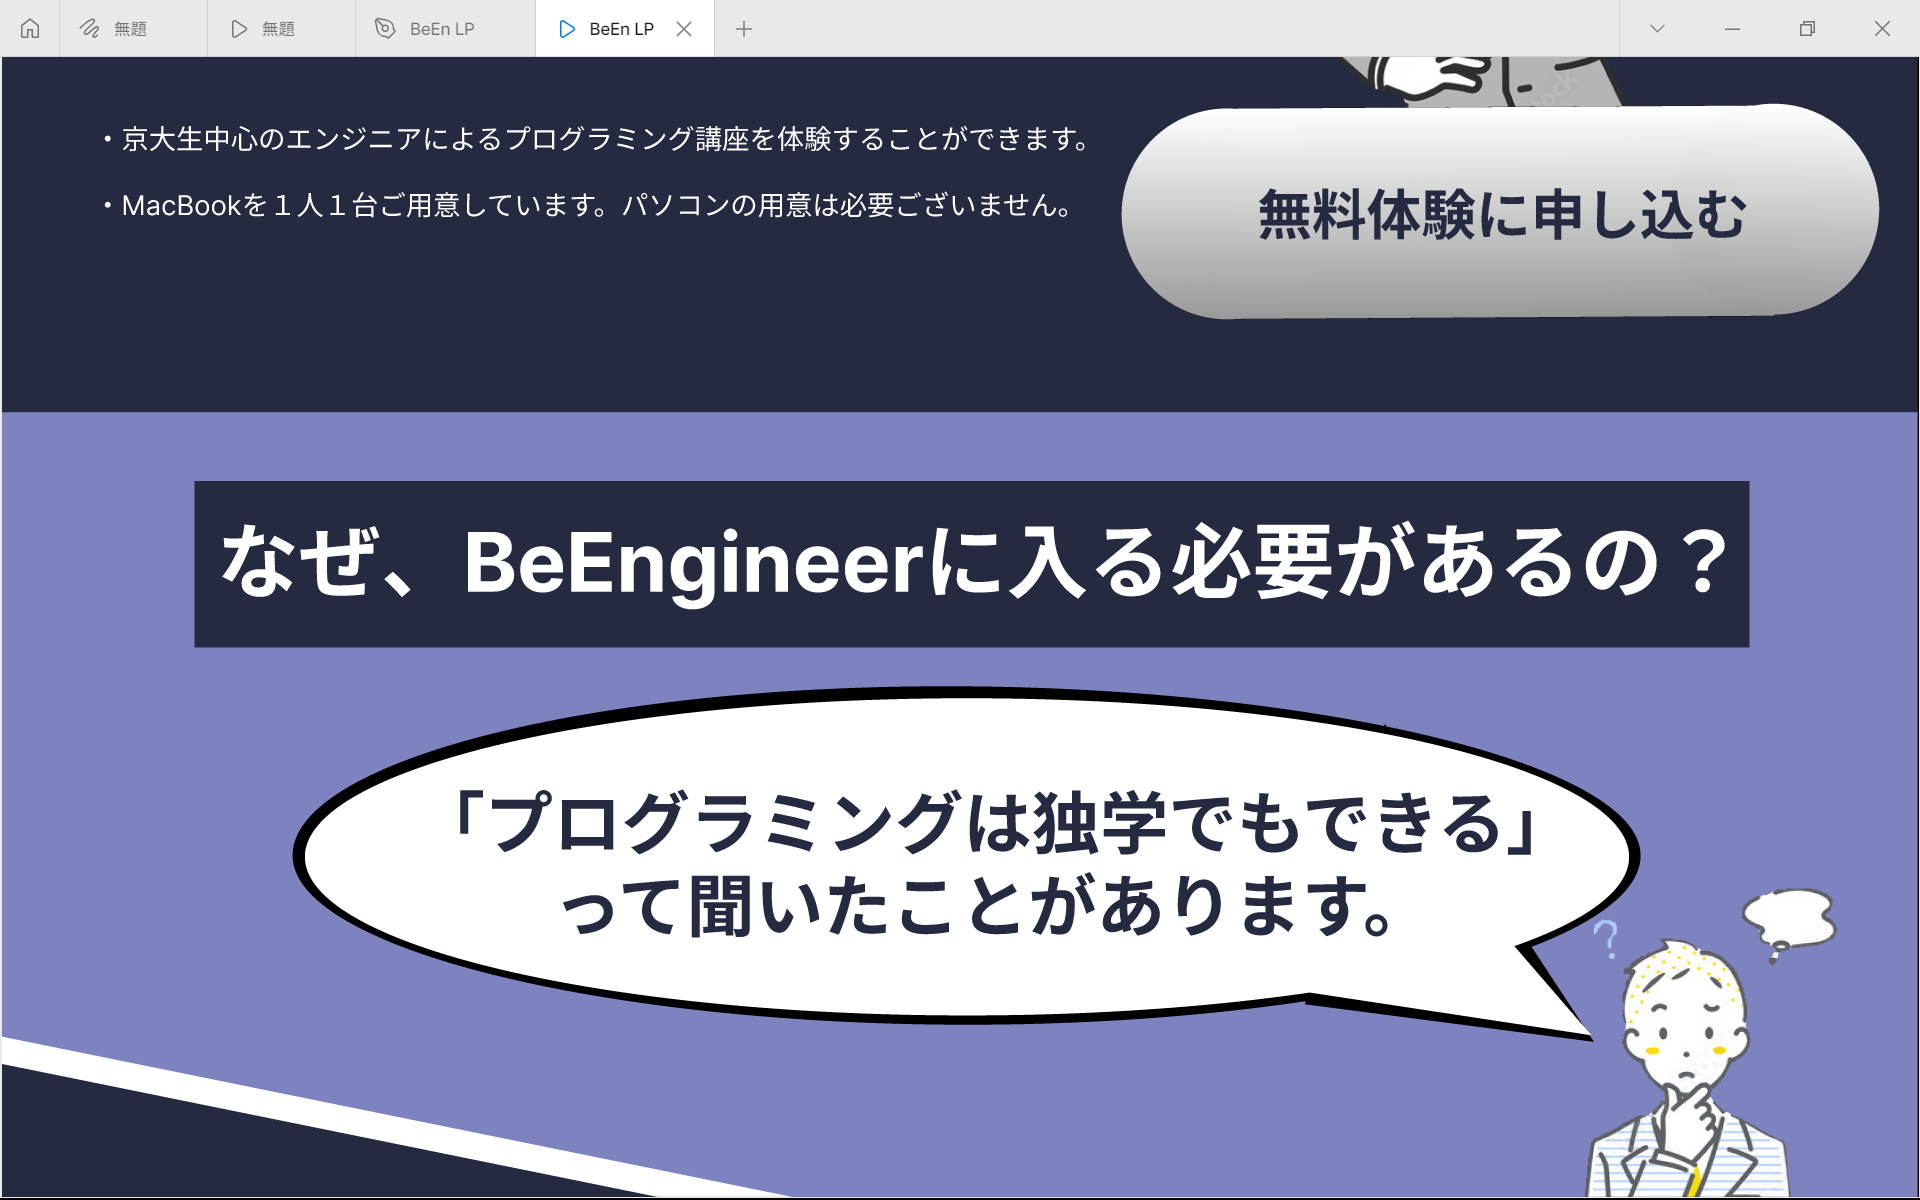 無題
無題
BeEn LP
BeEn LP
・京大生中心のエンジニアによるプログラミング講座を体験することができます。
・MacBookを１人１台ご用意しています。パソコンの用意は必要ございません。
無料体験に申し込む
なぜ、BeEngineerに入る必要があるの？
「プログラミングは独学でもできる」
って聞いたことがあります。
?